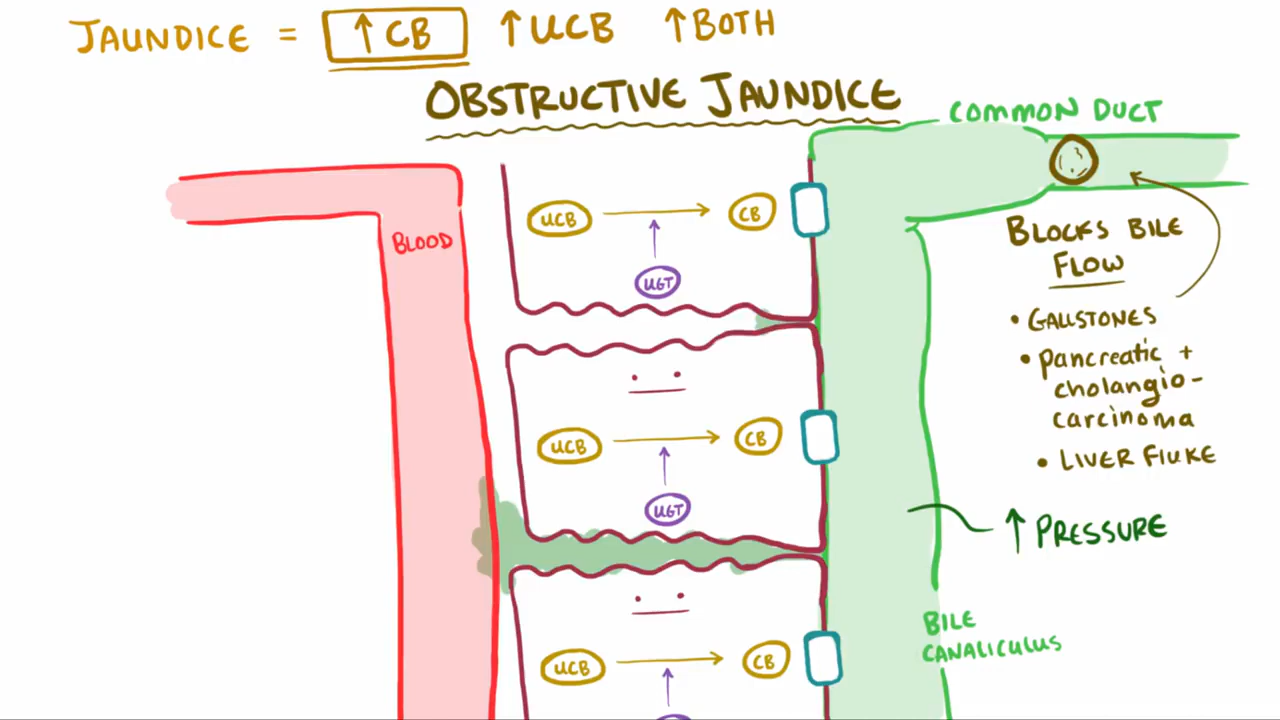 JAUNDICE = ↑ CB ↑ UCB ↑ BOTH
OBSTRUCTIVE JAUNDICE
COMMON DUCT
BLOOD
UCB → CB
UGT
BLOCKS BILE
FLOW
• GALLSTONES
• Pancreatic +
cholangio-
carcinoma
• LIVER FLUKE
UCB → CB
UGT
↑ PRESSURE
BILE
CANALICULUS
UCB → CB